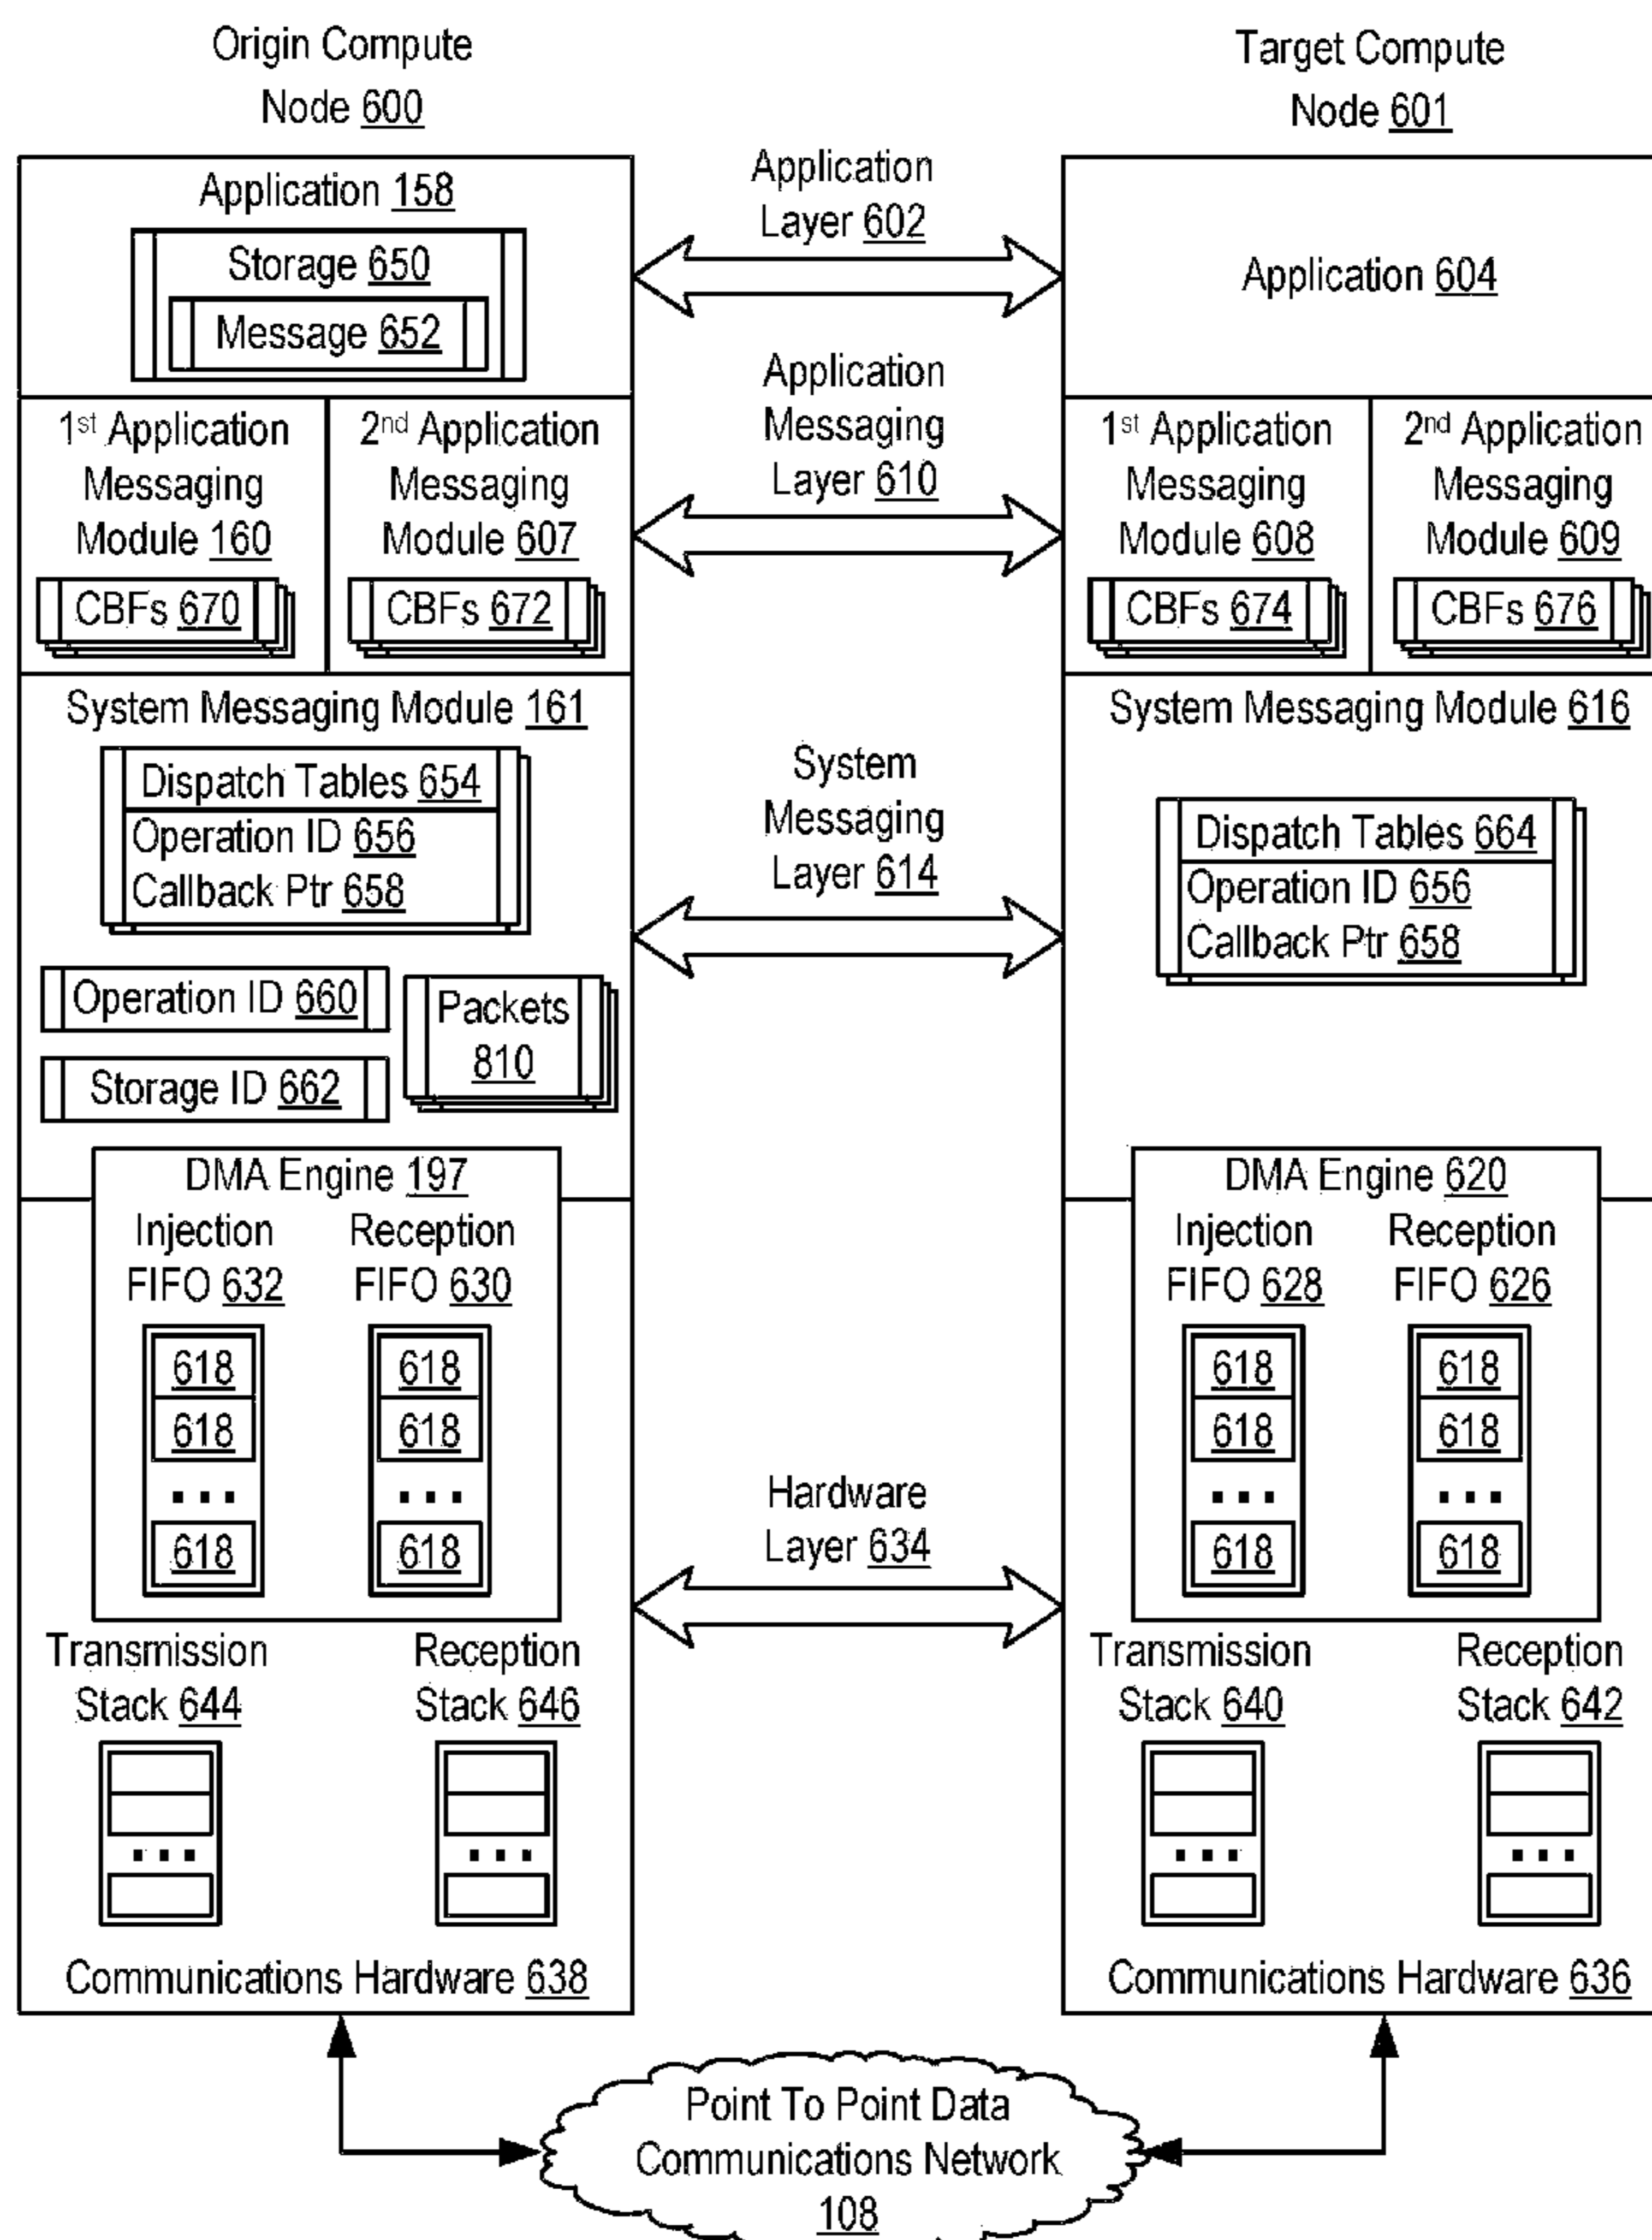 Origin Compute
Node 600
Target Compute
Node 601
Application 158
Storage 650
Message 652
Application
Layer 602
Application 604
1st Application
Messaging
Module 160
CBFs 670
2nd Application
Messaging
Module 607
CBFs 672
Application
Messaging
Layer 610
1st Application
Messaging
Module 608
CBFs 674
2nd Application
Messaging
Module 609
CBFs 676
System Messaging Module 161
Dispatch Tables 654
Operation ID 656
Callback Ptr 658
Operation ID 660
Storage ID 662
Packets
810
System
Messaging
Layer 614
System Messaging Module 616
Dispatch Tables 664
Operation ID 656
Callback Ptr 658
DMA Engine 197
Injection
FIFO 632
618
618
...
618
Reception
FIFO 630
618
618
...
618
Hardware
Layer 634
DMA Engine 620
Injection
FIFO 628
618
618
...
618
Reception
FIFO 626
618
618
...
618
Transmission
Stack 644
...
Reception
Stack 646
...
Transmission
Stack 640
...
Reception
Stack 642
...
Communications Hardware 638
Communications Hardware 636
Point To Point Data
Communications Network
108